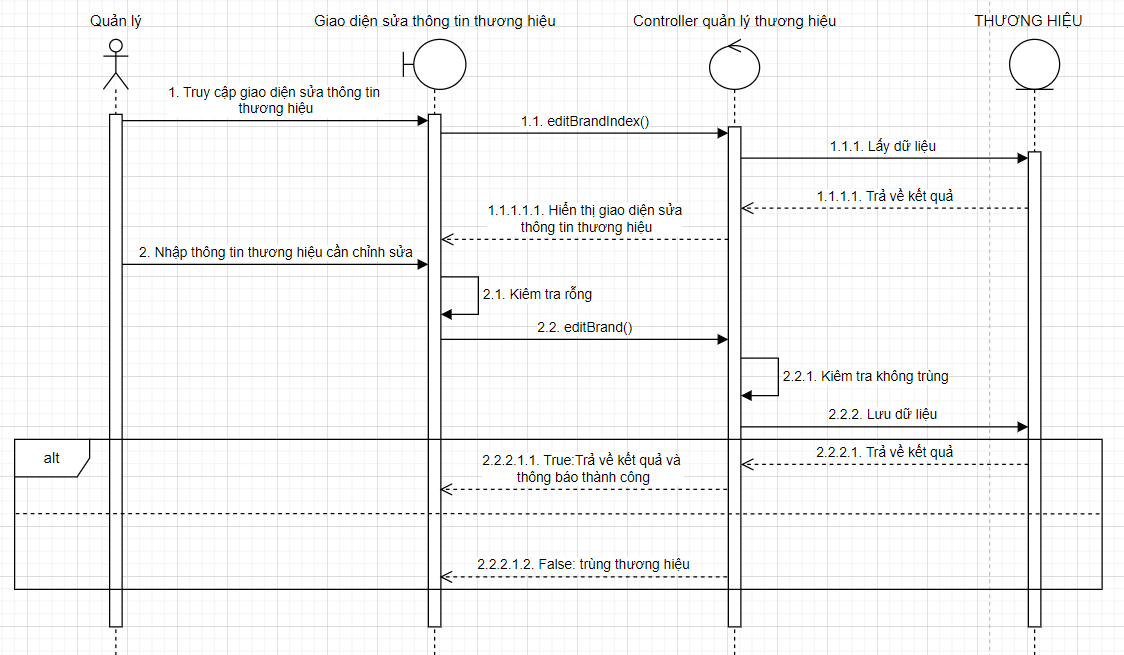 Quản lý
Giao diện sửa thông tin thương hiệu
Controller quản lý thương hiệu
THƯƠNG HIỆU
1. Truy cập giao diện sửa thông tin
thương hiệu
1.1. editBrandIndex()
1.1.1. Lấy dữ liệu
1.1.1.1. Trả về kết quả
1.1.1.1.1. Hiển thị giao diện sửa
thông tin thương hiệu
2. Nhập thông tin thương hiệu cần chỉnh sửa
2.1. Kiêm tra rỗng
2.2. editBrand()
2.2.1. Kiêm tra không trùng
2.2.2. Lưu dữ liệu
alt
2.2.2.1. Trả về kết quả
2.2.2.1.1. True:Trả về kết quả và
thông báo thành công
2.2.2.1.2. False: trùng thương hiệu